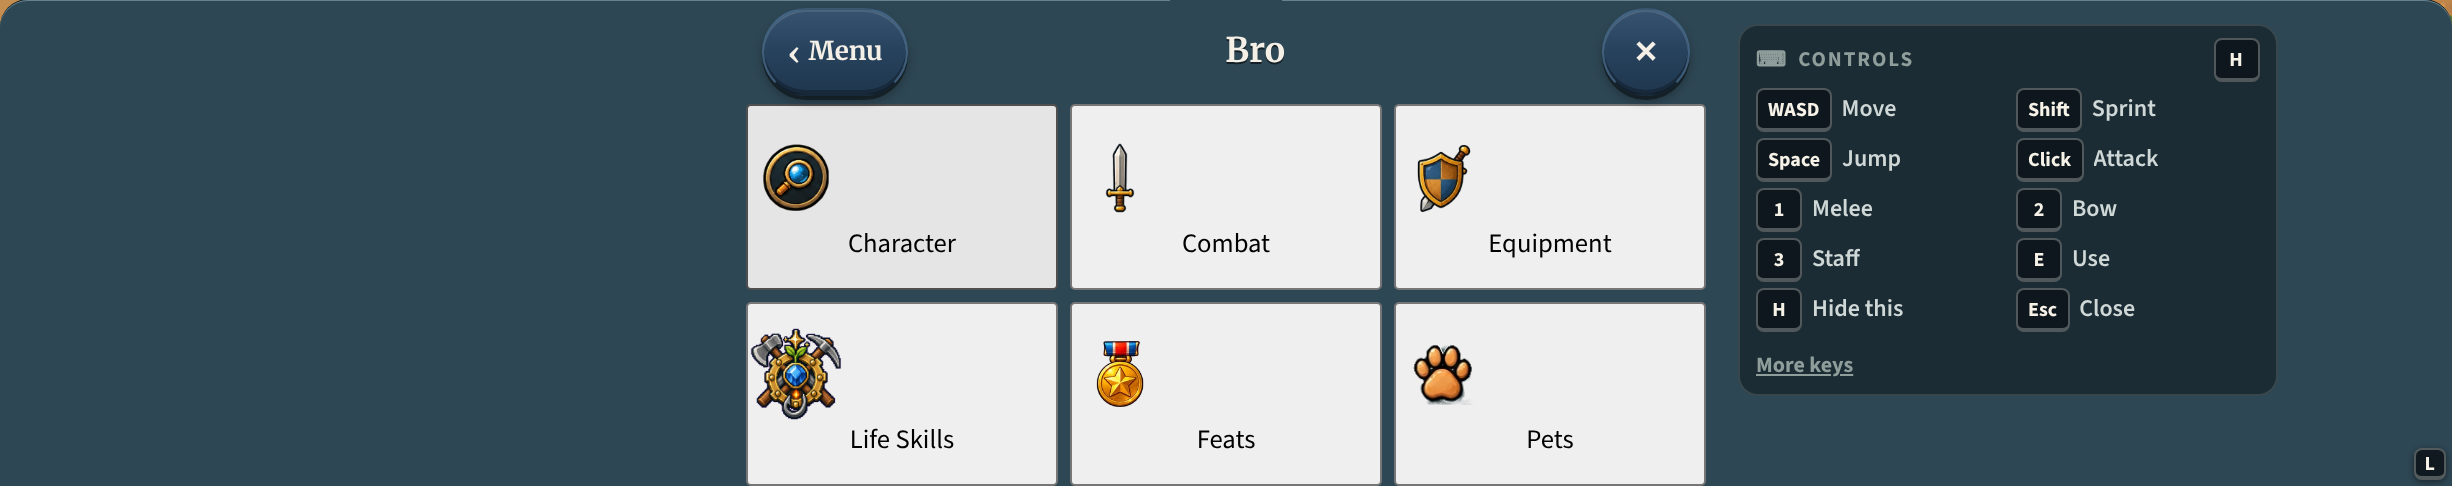 ‹ Menu
Bro
×
Character
Combat
Equipment
Life Skills
Feats
Pets
CONTROLS
H
WASD Move
Shift Sprint
Space Jump
Click Attack
1 Melee
2 Bow
3 Staff
E Use
H Hide this
Esc Close
More keys
L